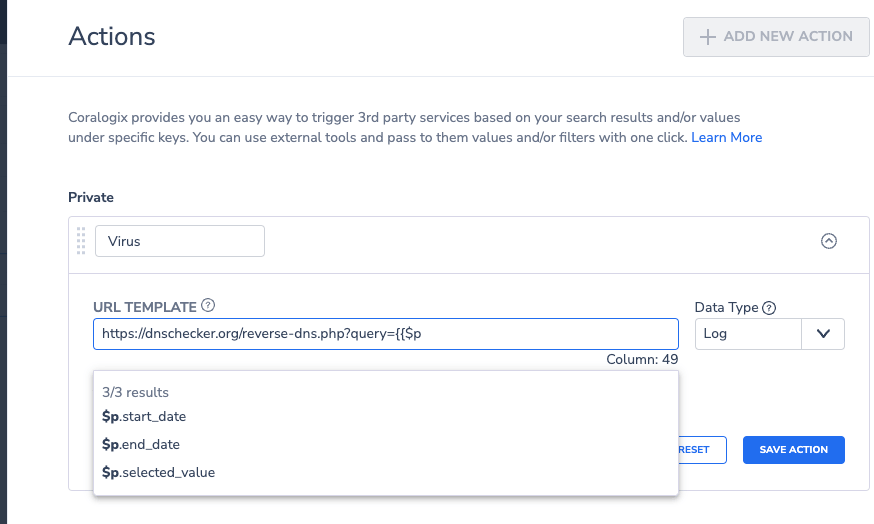 Actions
ADD NEW ACTION
Coralogix provides you an easy way to trigger 3rd party services based on your search results and/or values
under specific keys. You can use external tools and pass to them values and/or filters with one click. Learn More
Private
Virus
URL TEMPLATE ?
Data Type ?
https://dnschecker.org/reverse-dns.php?query={{$p
Log
Column: 49
3/3 results
$p.start_date
$p.end_date
$p.selected_value
RESET
SAVE ACTION